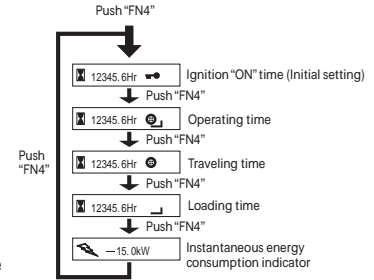 Push “FN4”
12345.6Hr Ignition “ON” time (Initial setting)
Push “FN4”
12345.6Hr Operating time
Push “FN4”
Push
“FN4”
12345.6Hr Traveling time
Push “FN4”
12345.6Hr Loading time
Push “FN4”
—15.0kW Instantaneous energy
consumption indicator
e